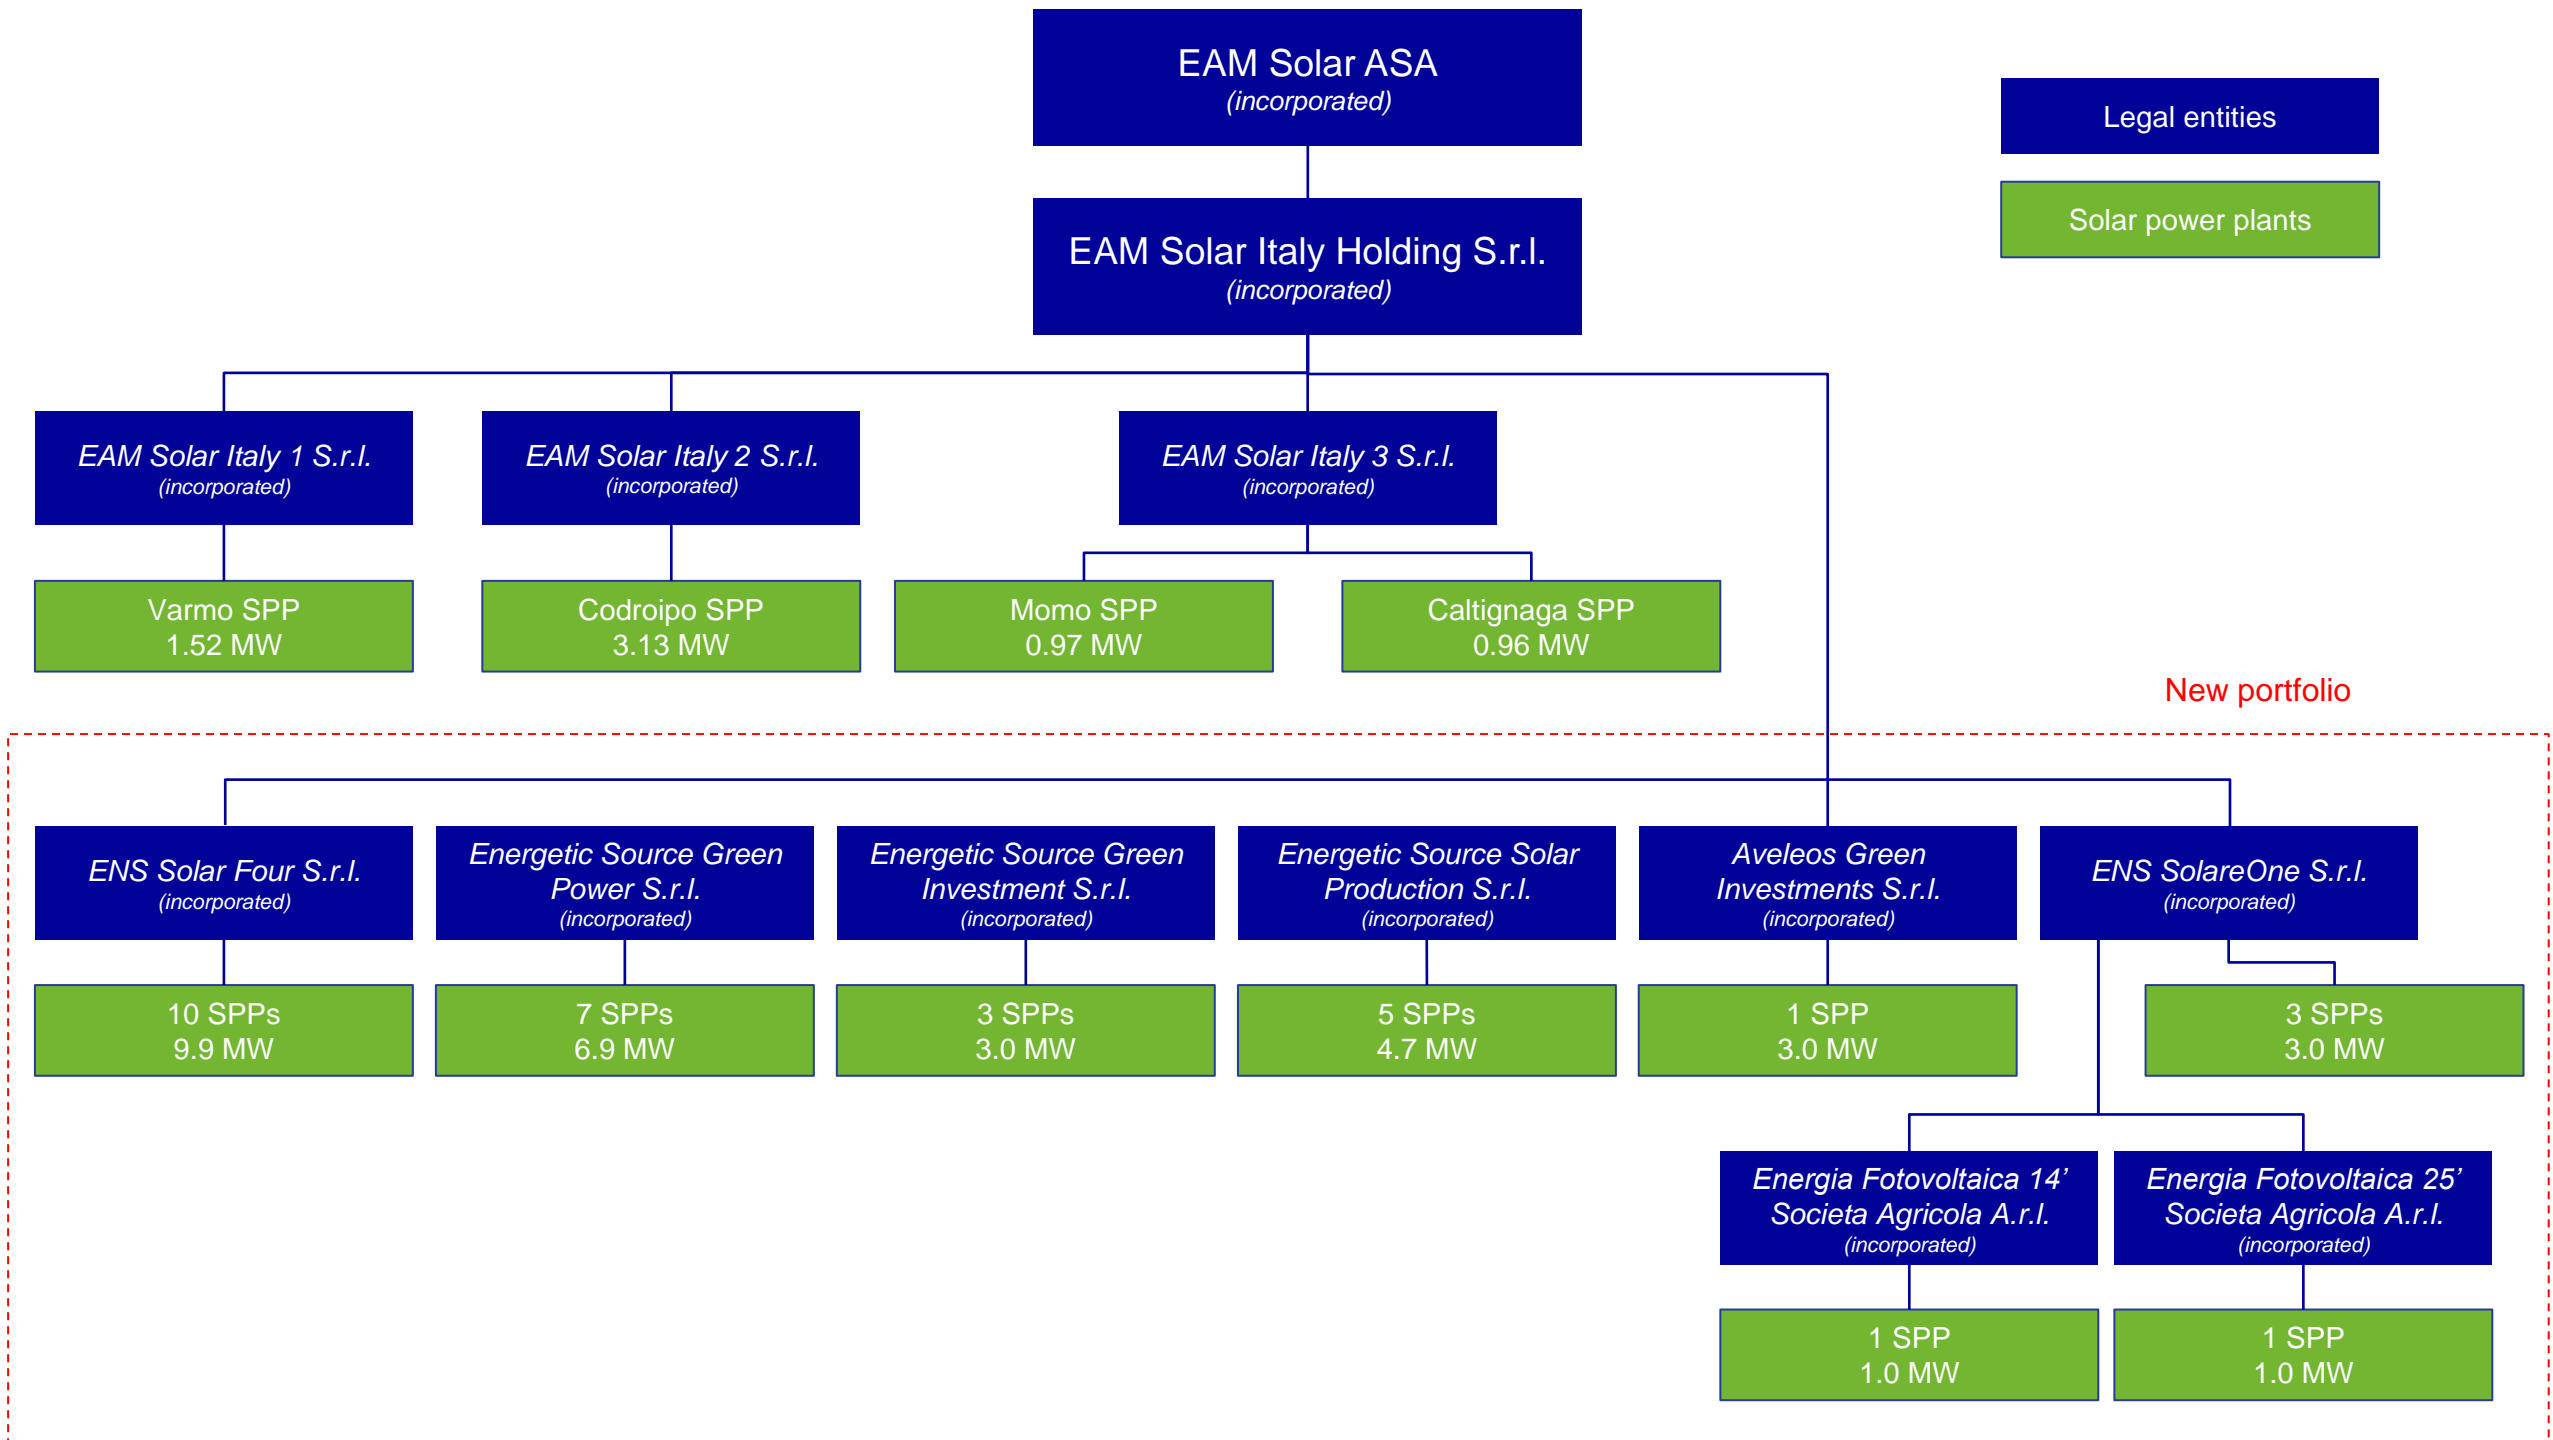 EAM Solar ASA
(incorporated)
Legal entities
Solar power plants
EAM Solar Italy Holding S.r.l.
(incorporated)
EAM Solar Italy 1 S.r.l.
(incorporated)
EAM Solar Italy 2 S.r.l.
(incorporated)
EAM Solar Italy 3 S.r.l.
(incorporated)
Varmo SPP
1.52 MW
Codroipo SPP
3.13 MW
Momo SPP
0.97 MW
Caltignaga SPP
0.96 MW
New portfolio
ENS Solar Four S.r.l.
(incorporated)
Energetic Source Green
Power S.r.l.
(incorporated)
Energetic Source Green
Investment S.r.l.
(incorporated)
Energetic Source Solar
Production S.r.l.
(incorporated)
Aveleos Green
Investments S.r.l.
(incorporated)
ENS SolareOne S.r.l.
(incorporated)
10 SPPs
9.9 MW
7 SPPs
6.9 MW
3 SPPs
3.0 MW
5 SPPs
4.7 MW
1 SPP
3.0 MW
3 SPPs
3.0 MW
Energia Fotovoltaica 14’
Societa Agricola A.r.l.
(incorporated)
Energia Fotovoltaica 25’
Societa Agricola A.r.l.
(incorporated)
1 SPP
1.0 MW
1 SPP
1.0 MW